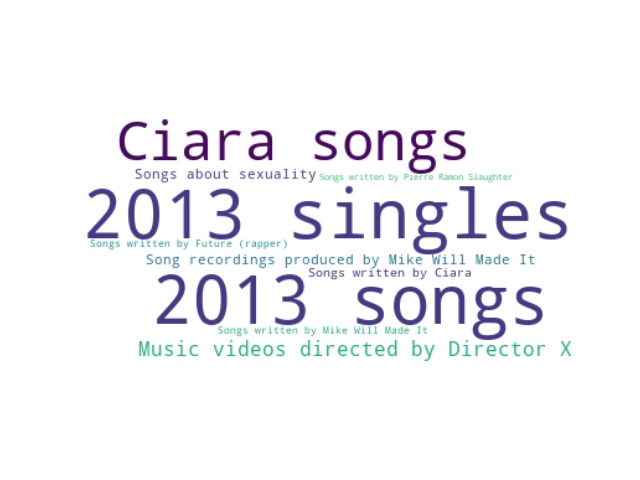 Ciara songs
Songs about sexuality
Songs written by Pierre Ramon Slaughter
2013 singles
Songs written by Future (rapper)
Song recordings produced by Mike Will Made It
Songs written by Ciara
2013 songs
Songs written by Mike Will Made It
Music videos directed by Director X